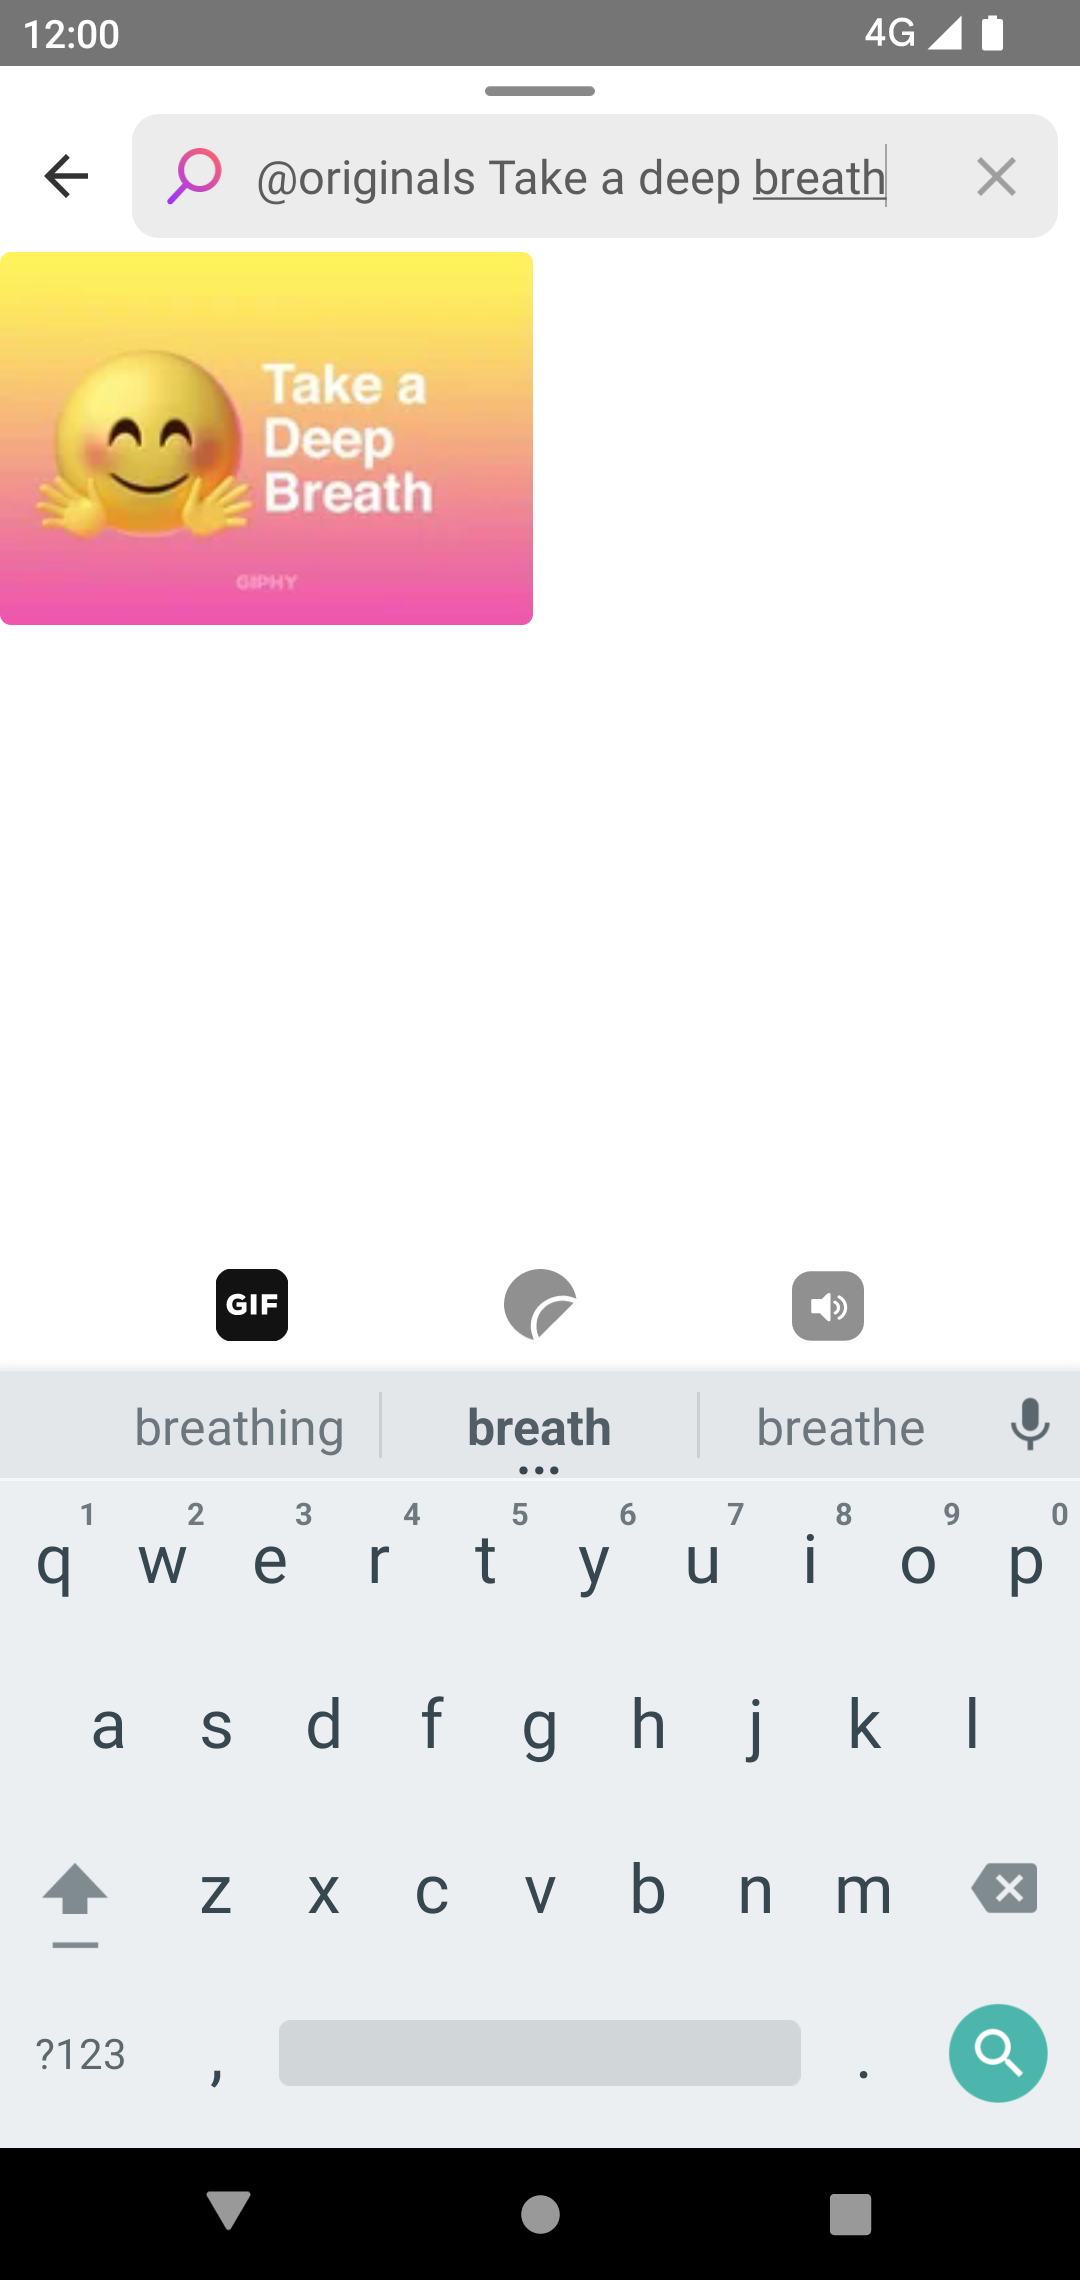 12:00
4G
@originals Take a deep breath
Take a
Deep
Breath
GIPHY
GIF
breathing
breath
breathe
1 2 3 4 5 6 7 8 9 0
q w e r t y u i o p
a s d f g h j k l
z x c v b n m
?123 , .